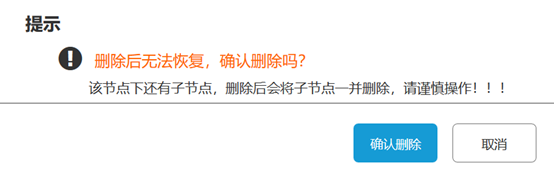 提示
删除后无法恢复，确认删除吗？
该节点下还有子节点，删除后会将子节点一并删除，请谨慎操作！！！
确认删除
取消